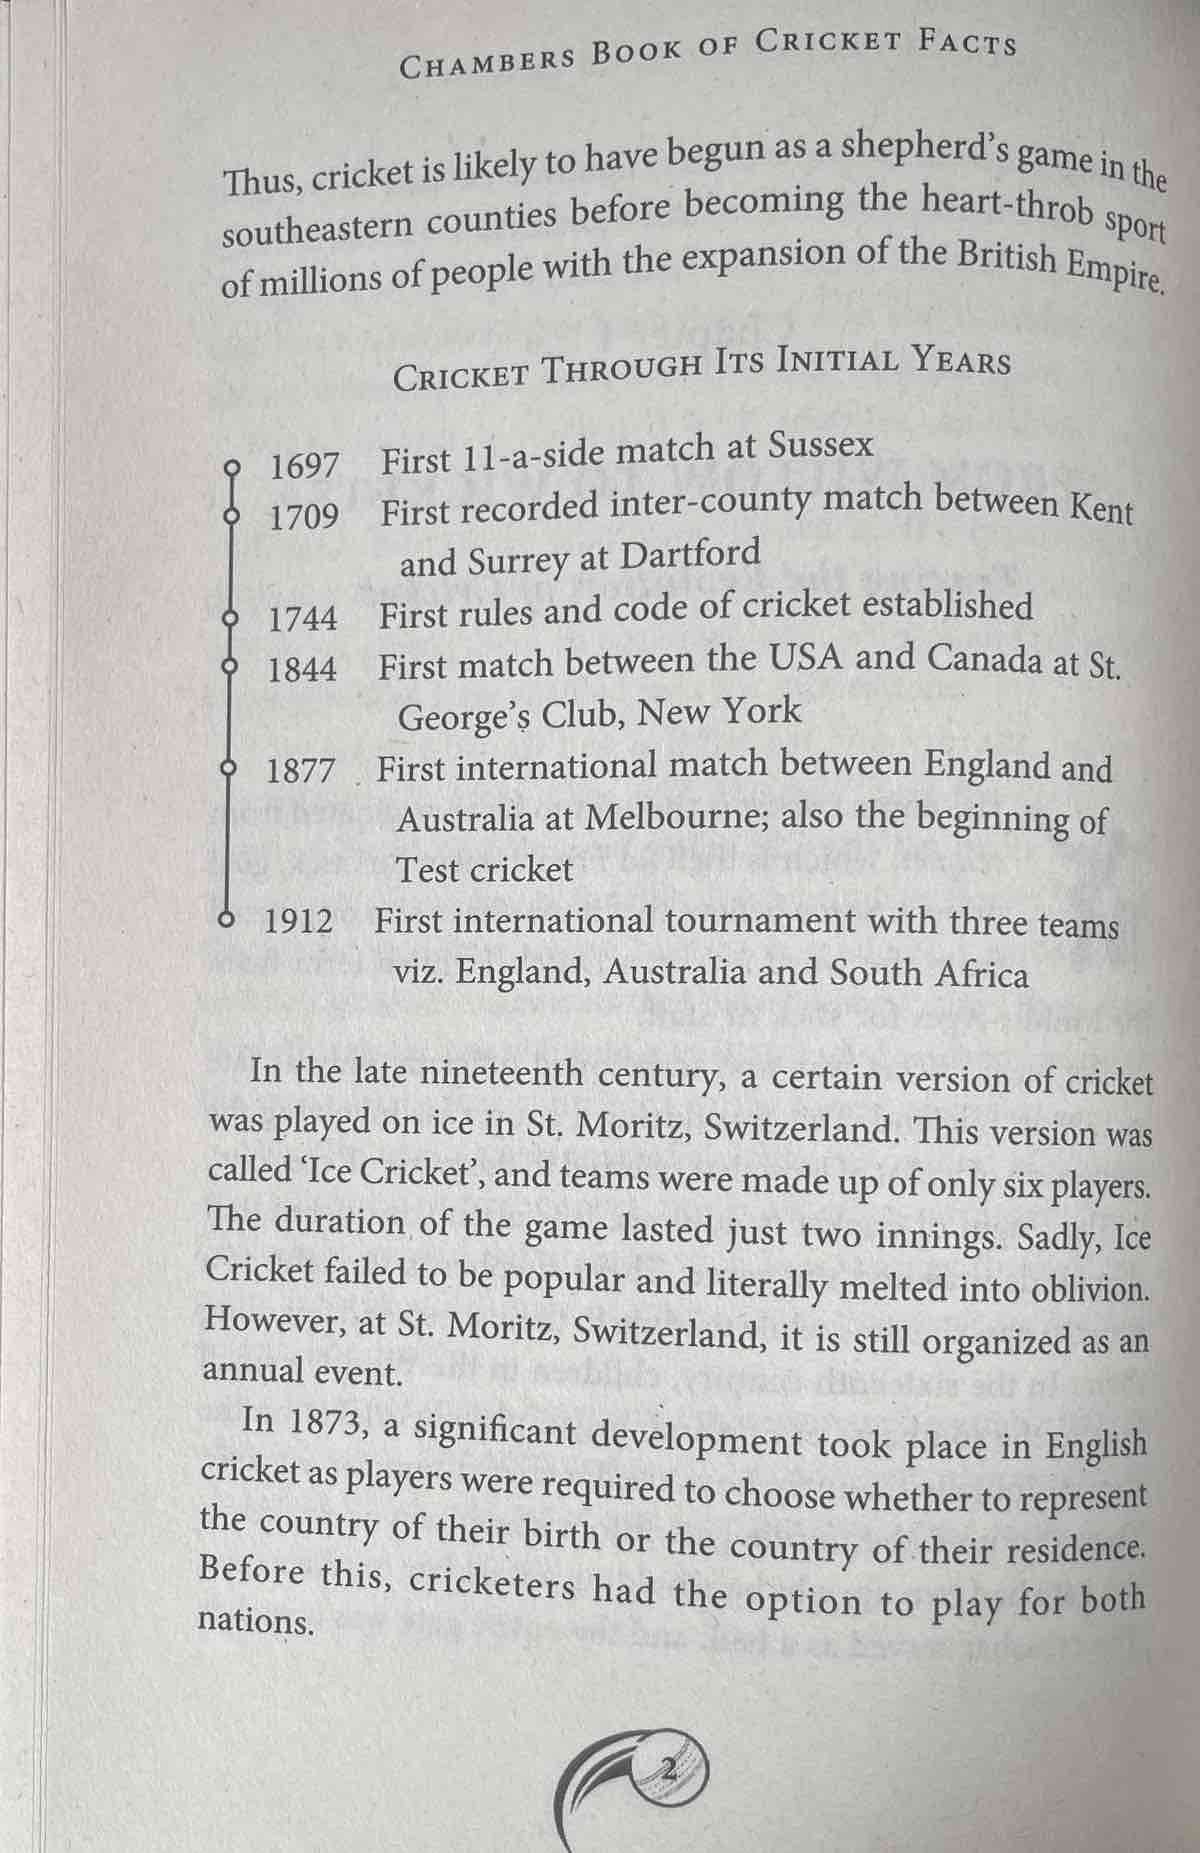 CHAMBERS BOOK OF CRICKET FACTS
Thus, cricket is likely to have begun as a shepherd's game in the
southeastern counties before becoming the heart-throb sport
of millions of people with the expansion of the British Empire.
CRICKET THROUGH ITS INITIAL YEARS
1697 First 11-a-side match at Sussex
1709 First recorded inter-county match between Kent
and Surrey at Dartford
1744 First rules and code of cricket established
1844 First match between the USA and Canada at St.
George's Club, New York
1877 First international match between England and
Australia at Melbourne; also the beginning of
Test cricket
1912 First international tournament with three teams
viz. England, Australia and South Africa
In the late nineteenth century, a certain version of cricket
was played on ice in St. Moritz, Switzerland. This version was
called 'Ice Cricket', and teams were made up of only six players.
The duration of the game lasted just two innings. Sadly, Ice
Cricket failed to be popular and literally melted into oblivion.
However, at St. Moritz, Switzerland, it is still organized as an
annual event.
In 1873, a significant development took place in English
cricket as players were required to choose whether to represent
the country of their birth or the country of their residence.
Before this, cricketers had the option to play for both
nations.
2